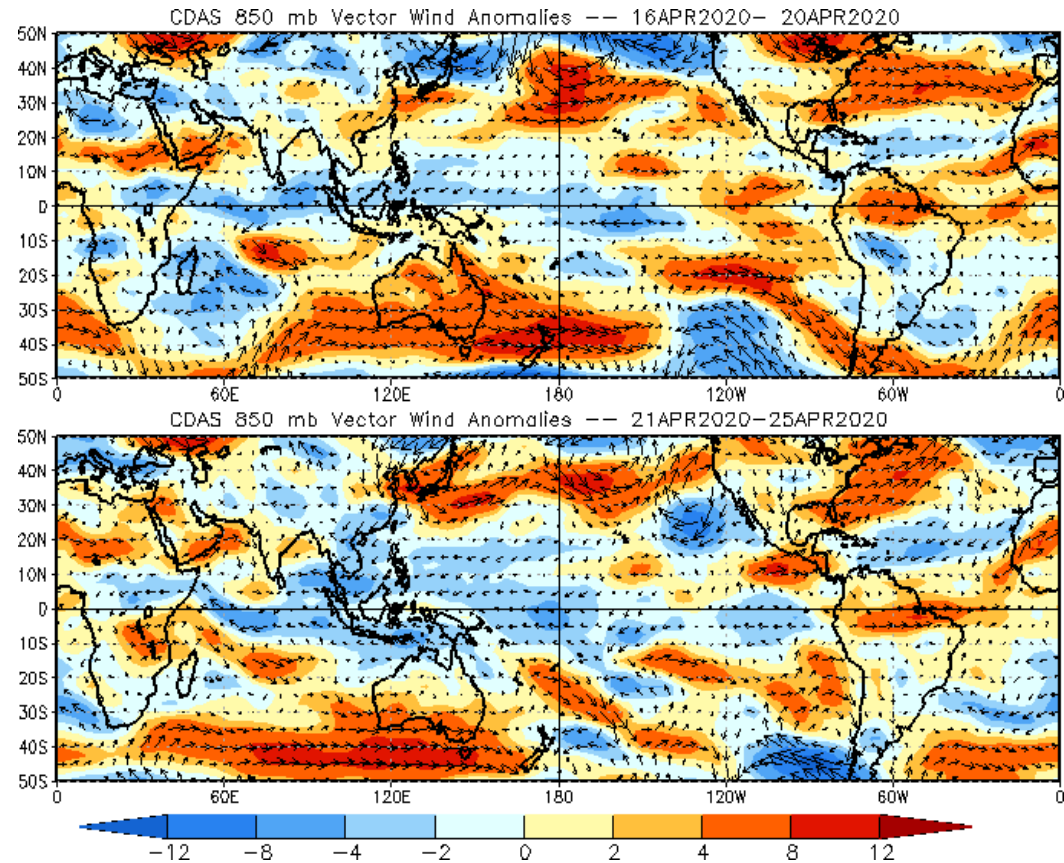 CDAS 850 mb Vector Wind Anomalies -- 16APR2020- 20APR2020
50N
40N
30N
20N
10N
0
10S
20S
30S
40S
50S
0 60E 120E 180 120W 60W 0
CDAS 850 mb Vector Wind Anomalies -- 21APR2020-25APR2020
50N
40N
30N
20N
10N
0
10S
20S
30S
40S
50S
0 60E 120E 180 120W 60W 0
-12 -8 -4 -2 0 2 4 8 12